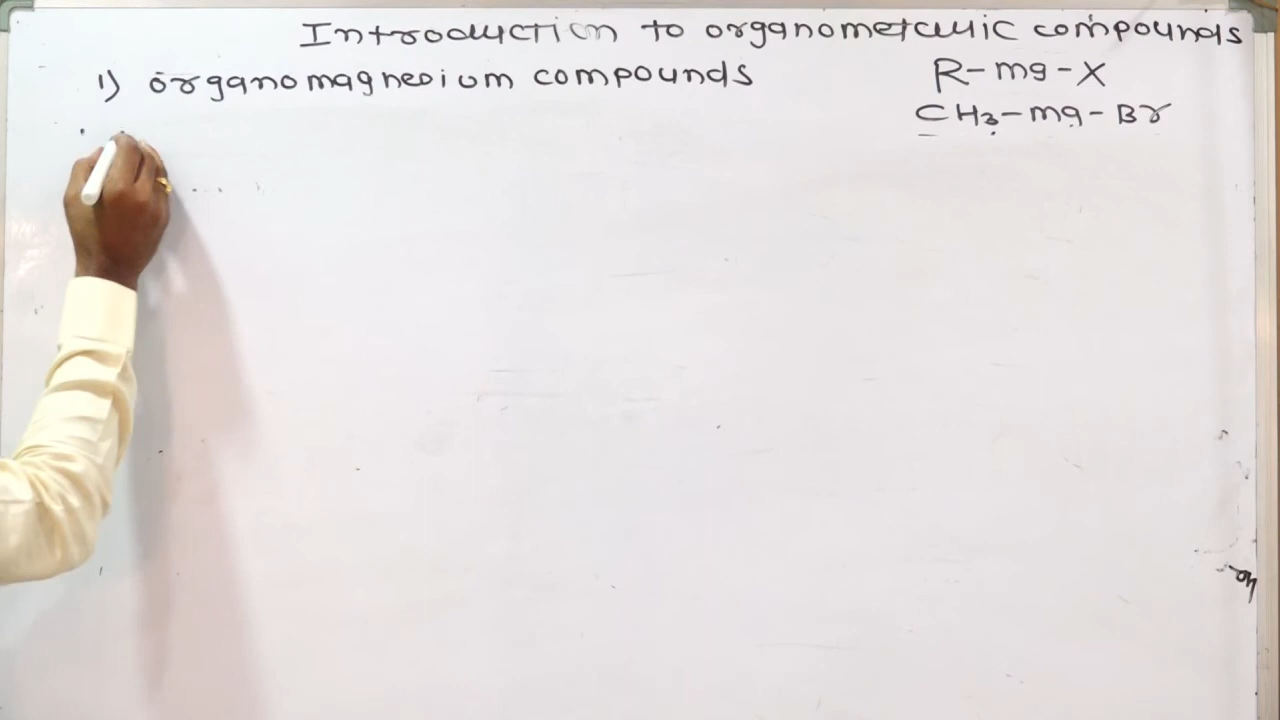 Introduction to organometallic compounds
1) organomagnesium compounds
R-mg-X
CH3-mg-Br